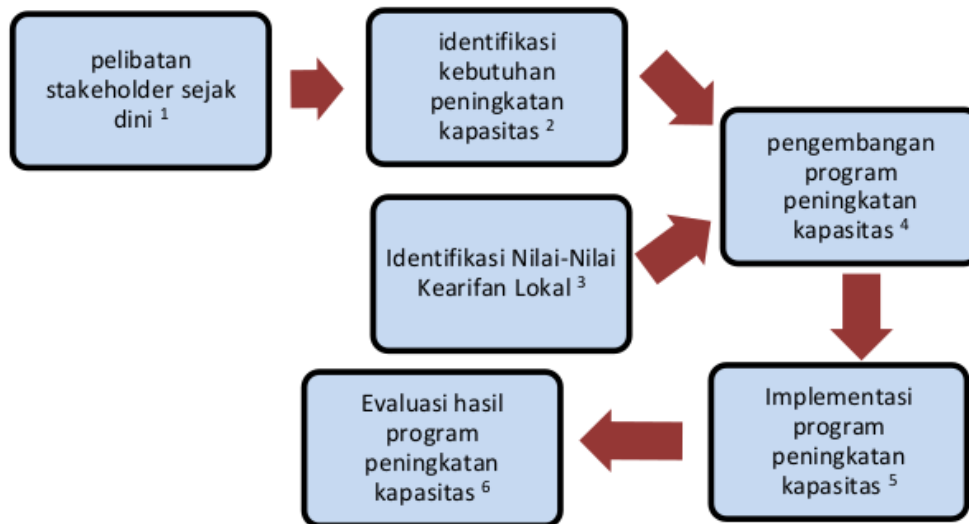 pelibatan
stakeholder sejak
dini 1
identifikasi
kebutuhan
peningkatan
kapasitas 2
Identifikasi Nilai-Nilai
Kearifan Lokal 3
pengembangan
program
peningkatan
kapasitas 4
Implementasi
program
peningkatan
kapasitas 5
Evaluasi hasil
program
peningkatan
kapasitas 6